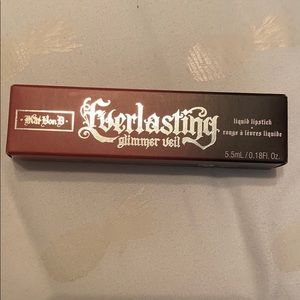 Kat Von D
Everlasting
glimmer veil
liquid lipstick
rouge à lèvres liquide
5.5mL / 0.18Fl. Oz.